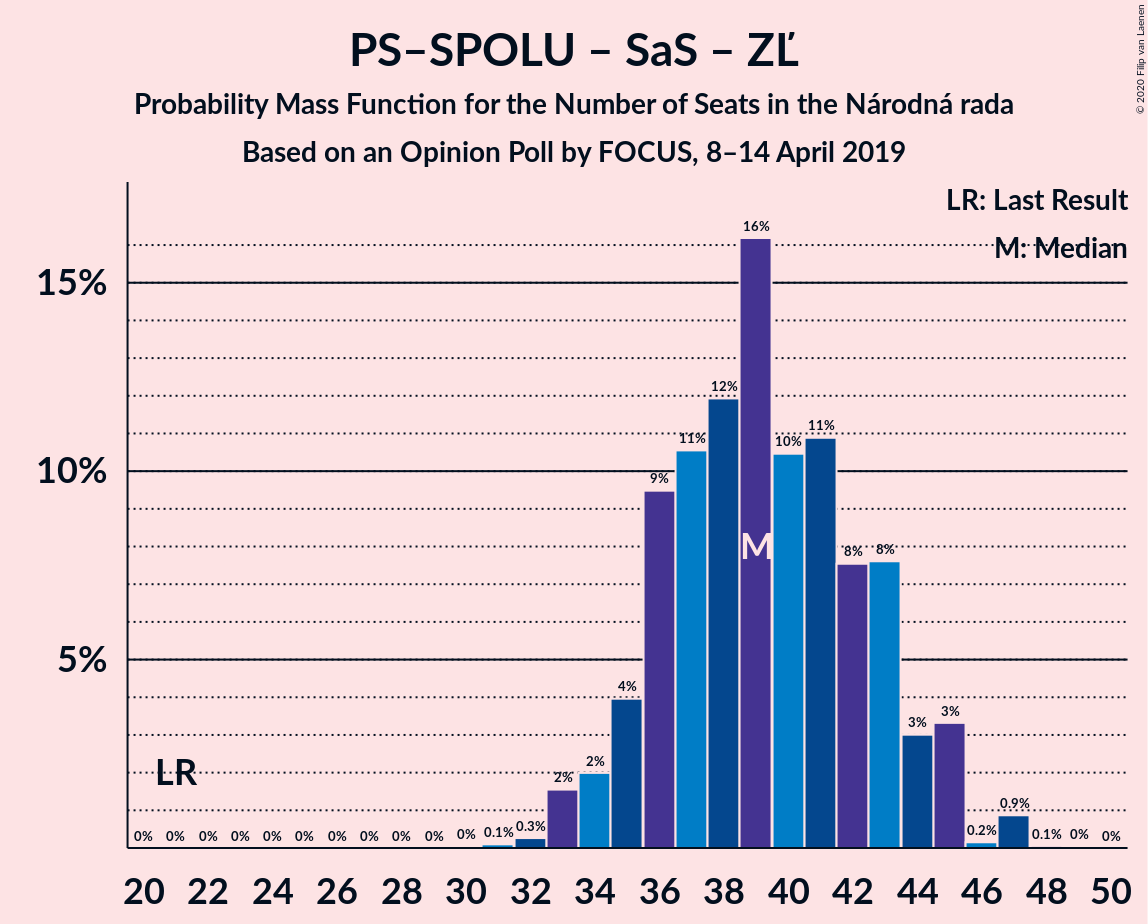 PS–SPOLU – SaS – ZĽ
Probability Mass Function for the Number of Seats in the Národná rada
Based on an Opinion Poll by FOCUS, 8–14 April 2019
© 2020 Filip van Laenen
LR: Last Result
M: Median
15%
10%
5%
0% 0% 0% 0% 0% 0% 0% 0% 0% 0% 0% 0.1% 0.3% 2% 2% 4% 9% 11% 12% 16% 10% 11% 8% 8% 3% 3% 0.2% 0.9% 0.1% 0% 0%
M
LR
20 22 24 26 28 30 32 34 36 38 40 42 44 46 48 50